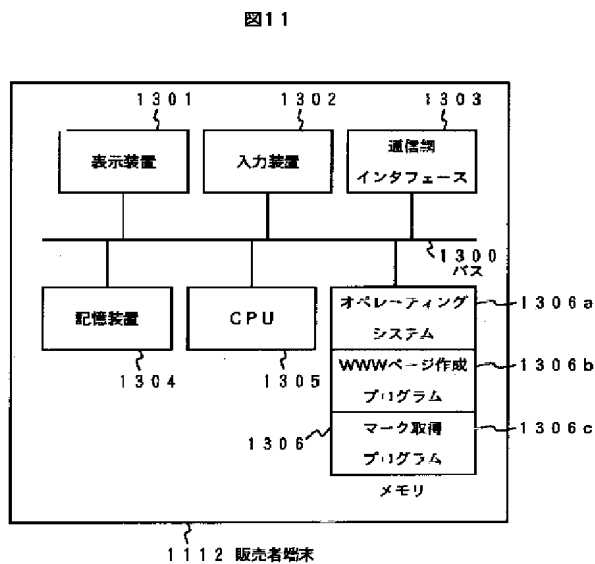 図11
1301
1302
1303
表示装置
入力装置
通信網
インタフェース
1300
バス
記憶装置
CPU
オペレーティング
システム
1306a
WWWページ作成
プログラム
1306b
マーク取得
プログラム
1306c
1304
1305
1306
メモリ
1112 販売者端末